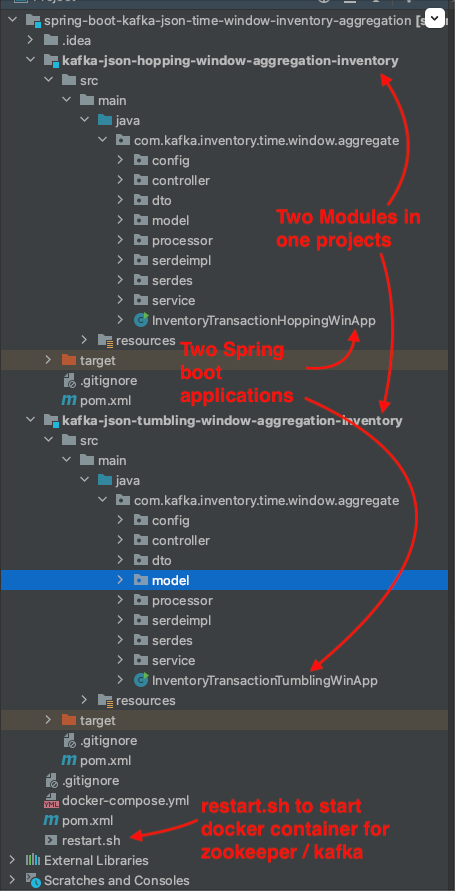 spring-boot-kafka-json-time-window-inventory-aggregation [s
.idea
kafka-json-hopping-window-aggregation-inventory
src
main
java
com.kafka.inventory.time.window.aggregate
config
controller
dto
model
processor
serdeimpl
serdes
service
InventoryTransactionHoppingWinApp
resources
target
.gitignore
pom.xml
Two Modules in
one projects
Two Spring
boot
applications
kafka-json-tumbling-window-aggregation-inventory
src
main
java
com.kafka.inventory.time.window.aggregate
config
controller
dto
model
processor
serdeimpl
serdes
service
InventoryTransactionTumblingWinApp
resources
target
.gitignore
pom.xml
.gitignore
docker-compose.yml
pom.xml
restart.sh
restart.sh to start
docker container for
zookeeper / kafka
External Libraries
Scratches and Consoles